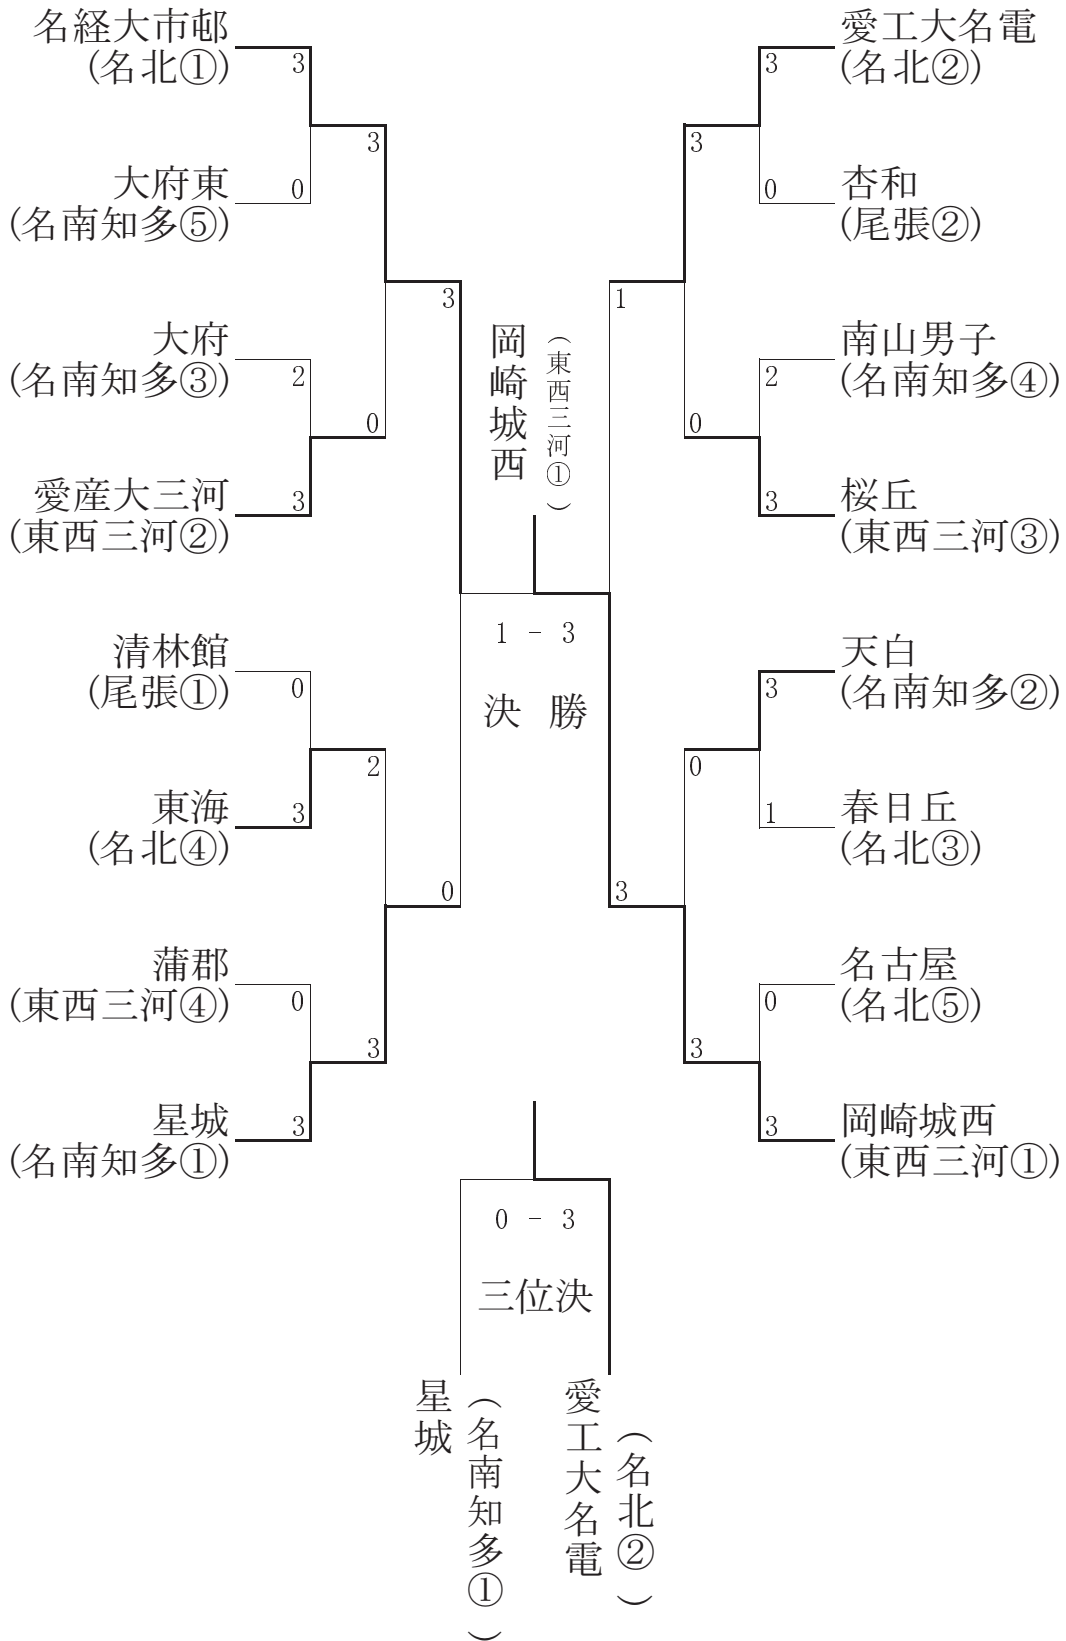 名経大市邨
(名北①)
3
3
大府東
(名南知多⑤)
0
3
大府
(名南知多③)
2
0
愛産大三河
(東西三河②)
3
清林館
(尾張①)
0
2
東海
(名北④)
3
0
蒲郡
(東西三河④)
0
3
星城
(名南知多①)
3
岡崎城西
(東西三河①)
1 - 3
決 勝
愛工大名電
(名北②)
3
3
杏和
(尾張②)
0
1
南山男子
(名南知多④)
2
0
桜丘
(東西三河③)
3
天白
(名南知多②)
3
0
春日丘
(名北③)
1
3
名古屋
(名北⑤)
0
3
岡崎城西
(東西三河①)
3
0 - 3
三位決
星城
(名南知多①)
愛工大名電
(名北②)